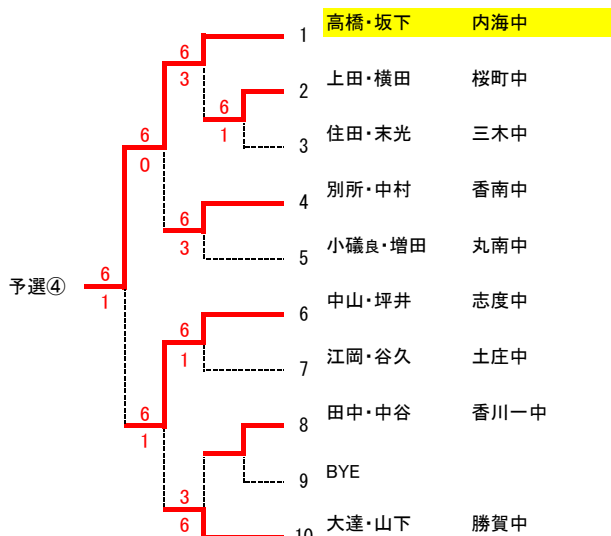 1 高橋・坂下 内海中
6
3
2 上田・横田 桜町中
6
1
3 住田・末光 三木中
6
0
4 別所・中村 香南中
6
3
5 小礒良・増田 丸南中
予選④
6
1
6 中山・坪井 志度中
6
1
7 江岡・谷久 土庄中
8 田中・中谷 香川一中
6
1
9 BYE
3
6
10 大達・山下 勝賀中